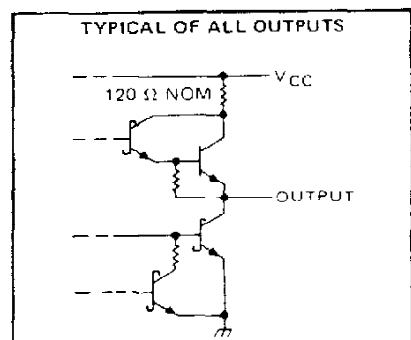 TYPICAL OF ALL OUTPUTS
VCC
120 Ω NOM
OUTPUT